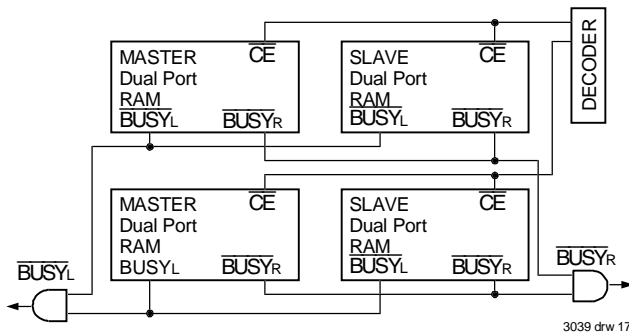 MASTER
Dual Port
RAM
BUSYL
CE
BUSYR
SLAVE
Dual Port
RAM
BUSYL
CE
BUSYR
DECODER
MASTER
Dual Port
RAM
BUSYL
CE
BUSYR
SLAVE
Dual Port
RAM
BUSYL
CE
BUSYR
BUSYL
BUSYR
3039 drw 17